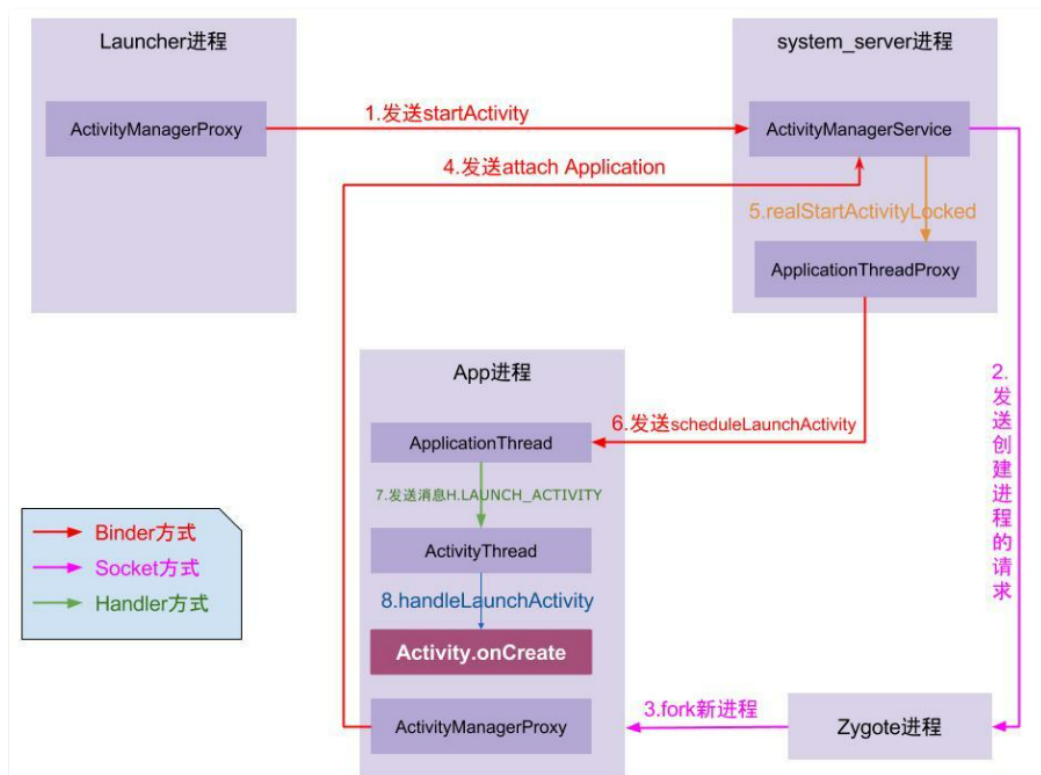 Launcher进程
system_server进程
ActivityManagerProxy
1.发送startActivity
ActivityManagerService
4.发送attach Application
5.realStartActivityLocked
ApplicationThreadProxy
App进程
2.
发
送
创
建
进
程
的
请
求
6.发送scheduleLaunchActivity
ApplicationThread
7.发送消息H.LAUNCH_ACTIVITY
Binder方式
Socket方式
Handler方式
ActivityThread
8.handleLaunchActivity
Activity.onCreate
ActivityManagerProxy
3.fork新进程
Zygote进程